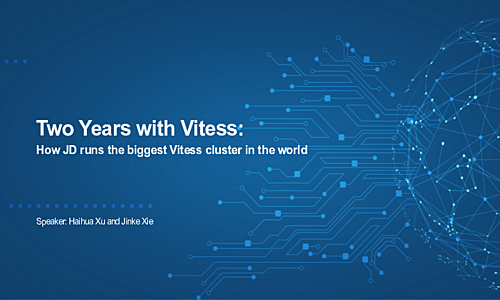 Two Years with Vitess:
How JD runs the biggest Vitess cluster in the world
Speaker: Haihua Xu and Jinke Xie